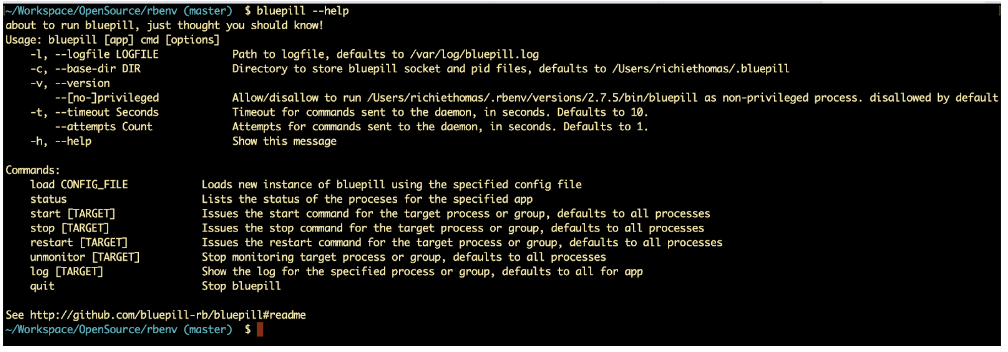 ~/Workspace/OpenSource/rbenv (master)  $ bluepill --help
about to run bluepill, just thought you should know!
Usage: bluepill [app] cmd [options]
    -l, --logfile LOGFILE            Path to logfile, defaults to /var/log/bluepill.log
    -c, --base-dir DIR               Directory to store bluepill socket and pid files, defaults to /Users/richiethomas/.bluepill
    -v, --version
        --[no-]privileged            Allow/disallow to run /Users/richiethomas/.rbenv/versions/2.7.5/bin/bluepill as non-privileged process. disallowed by default
    -t, --timeout Seconds            Timeout for commands sent to the daemon, in seconds. Defaults to 10.
        --attempts Count             Attempts for commands sent to the daemon, in seconds. Defaults to 1.
    -h, --help                       Show this message
Commands:
    load CONFIG_FILE            Loads new instance of bluepill using the specified config file
    status                      Lists the status of the proceses for the specified app
    start [TARGET]              Issues the start command for the target process or group, defaults to all processes
    stop [TARGET]               Issues the stop command for the target process or group, defaults to all processes
    restart [TARGET]            Issues the restart command for the target process or group, defaults to all processes
    unmonitor [TARGET]          Stop monitoring target process or group, defaults to all processes
    log [TARGET]                Show the log for the specified process or group, defaults to all for app
    quit                        Stop bluepill
See http://github.com/bluepill-rb/bluepill#readme
~/Workspace/OpenSource/rbenv (master)  $